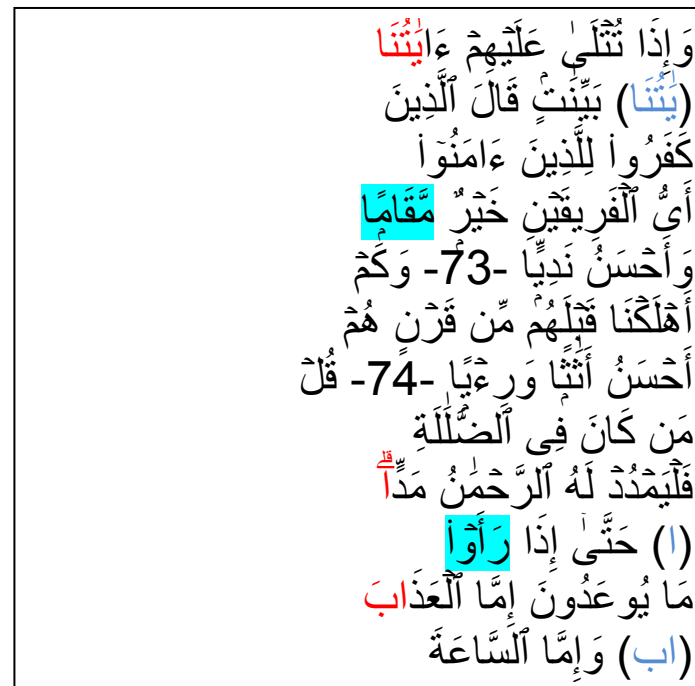 وَإِذَا تُتۡلَىٰ عَلَيۡهِمۡ ءَايَٰتُنَا
(يَٰتُنَا) بَيِّنَٰتٖ قَالَ ٱلَّذِينَ
كَفَرُواْ لِلَّذِينَ ءَامَنُوٓاْ
أَيُّ ٱلۡفَرِيقَيۡنِ خَيۡرٞ مَّقَامٗا
وَأَحۡسَنُ نَدِيّٗا -73- وَكَمۡ
أَهۡلَكۡنَا قَبۡلَهُم مِّن قَرۡنٍ هُمۡ
أَحۡسَنُ أَثَٰثٗا وَرِءۡيٗا -74- قُلۡ
مَن كَانَ فِي ٱلضَّلَٰلَةِ
فَلۡيَمۡدُدۡ لَهُ ٱلرَّحۡمَٰنُ مَدًّاۚ
(ا) حَتَّىٰٓ إِذَا رَأَوۡاْ
مَا يُوعَدُونَ إِمَّا ٱلۡعَذَابَ
(اب) وَإِمَّا ٱلسَّاعَةَ